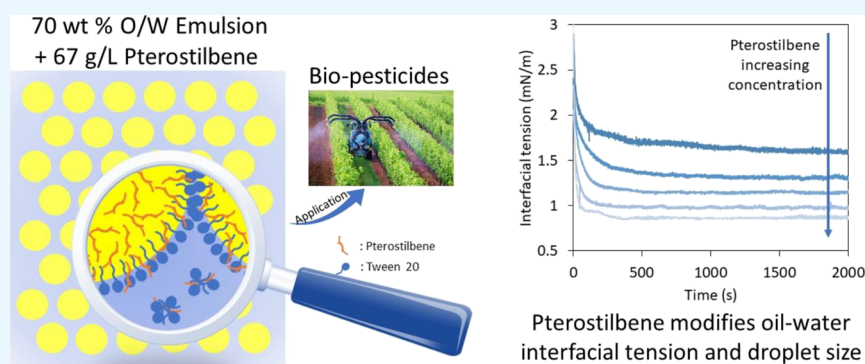 70 wt % O/W Emulsion
+ 67 g/L Pterostilbene
Bio-pesticides
Application
: Pterostilbene
: Tween 20
Interfacial tension (mN/m)
3
2.5
2
1.5
1
0.5
0
500
1000
1500
2000
Time (s)
Pterostilbene
increasing
concentration
Pterostilbene modifies oil-water
interfacial tension and droplet size